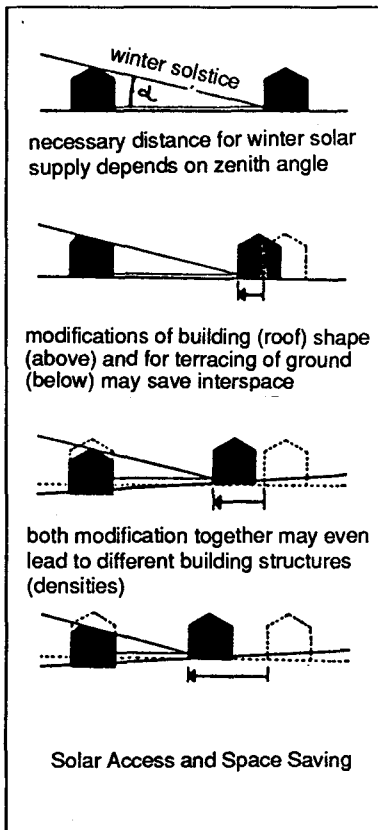 winter solstice
α
necessary distance for winter solar
supply depends on zenith angle
modifications of building (roof) shape
(above) and for terracing of ground
(below) may save interspace
both modification together may even
lead to different building structures
(densities)
Solar Access and Space Saving